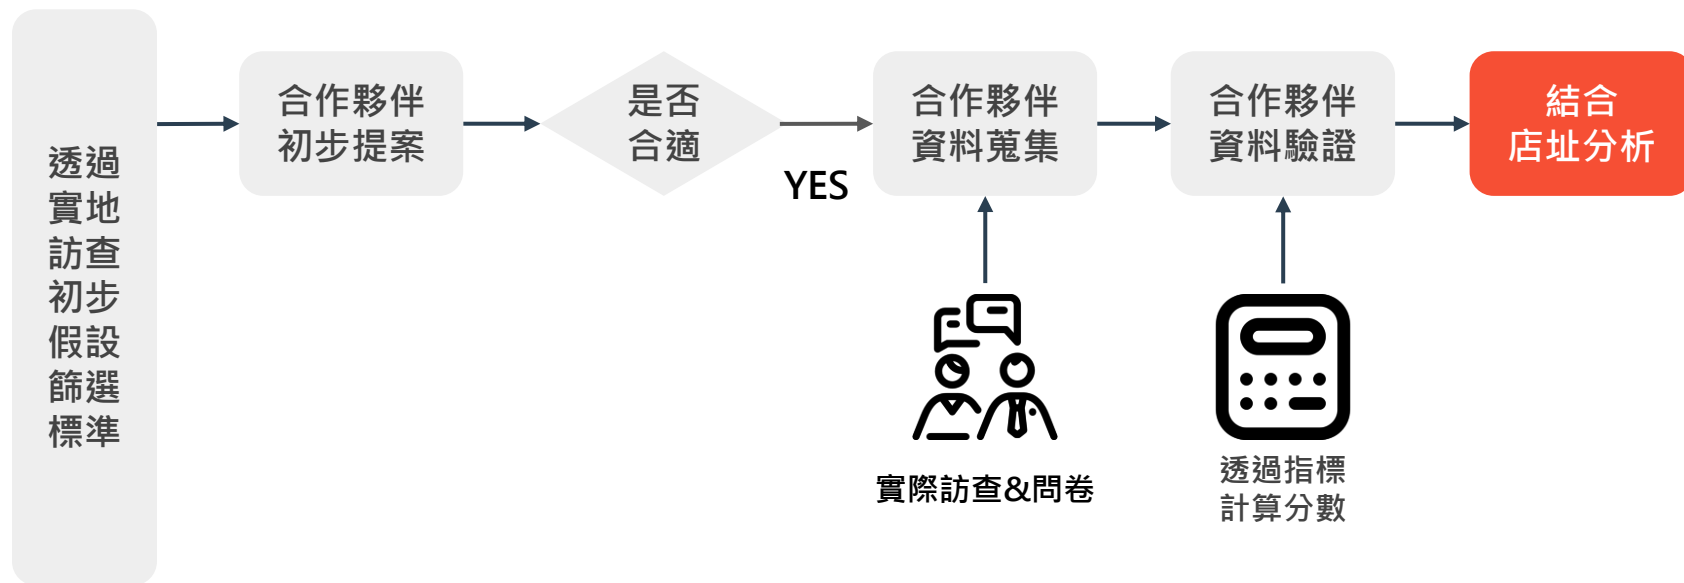 透過
實地
訪查
初步
假設
篩選
標準
合作夥伴
初步提案
是否
合適
YES
合作夥伴
資料蒐集
合作夥伴
資料驗證
結合
店址分析
實際訪查&問卷
透過指標
計算分數